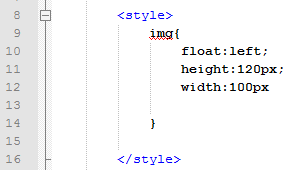 8 <style>
9 img{
10 float:left;
11 height:120px;
12 width:100px
13
14 }
15
16 </style>